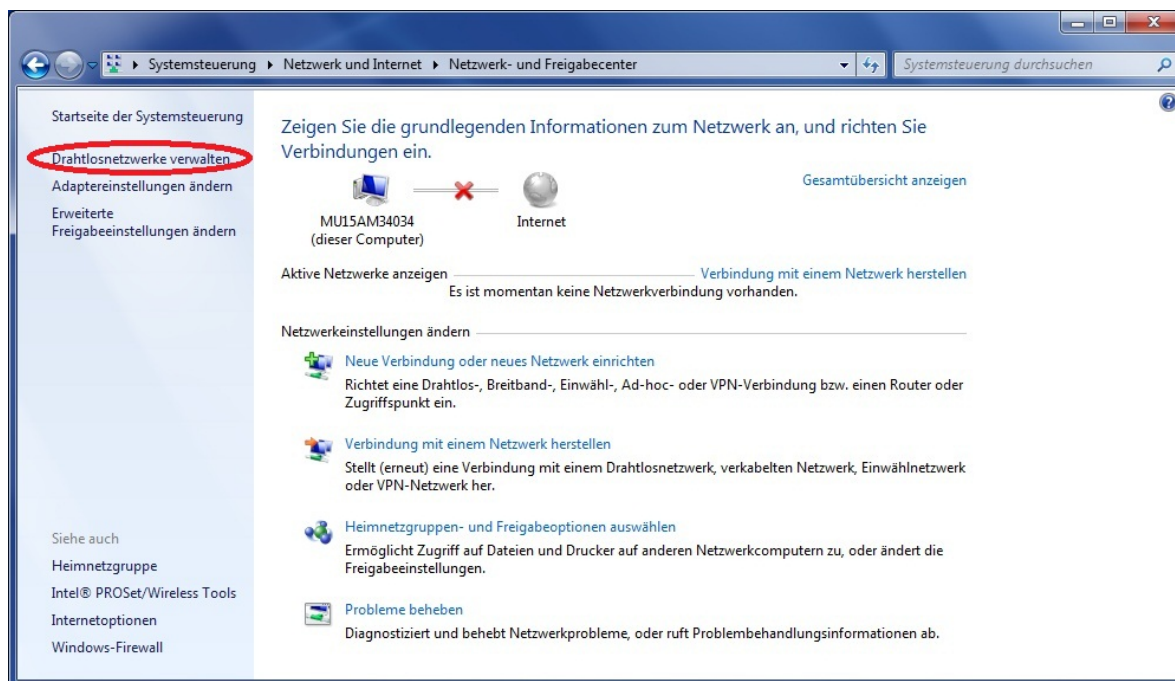 Systemsteuerung ▸ Netzwerk und Internet ▸ Netzwerk- und Freigabecenter
Systemsteuerung durchsuchen
Startseite der Systemsteuerung
Drahtlosnetzwerke verwalten
Adaptereinstellungen ändern
Erweiterte
Freigabeeinstellungen ändern
Zeigen Sie die grundlegenden Informationen zum Netzwerk an, und richten Sie
Verbindungen ein.
Gesamtübersicht anzeigen
MU15AM34034
(dieser Computer)
Internet
Aktive Netzwerke anzeigen
Verbindung mit einem Netzwerk herstellen
Es ist momentan keine Netzwerkverbindung vorhanden.
Netzwerkeinstellungen ändern
Neue Verbindung oder neues Netzwerk einrichten
Richtet eine Drahtlos-, Breitband-, Einwähl-, Ad-hoc- oder VPN-Verbindung bzw. einen Router oder
Zugriffspunkt ein.
Verbindung mit einem Netzwerk herstellen
Stellt (erneut) eine Verbindung mit einem Drahtlosnetzwerk, verkabelten Netzwerk, Einwählnetzwerk
oder VPN-Netzwerk her.
Heimnetzgruppen- und Freigabeoptionen auswählen
Ermöglicht Zugriff auf Dateien und Drucker auf anderen Netzwerkcomputern zu, oder ändert die
Freigabeeinstellungen.
Probleme beheben
Diagnostiziert und behebt Netzwerkprobleme, oder ruft Problembehandlungsinformationen ab.
Siehe auch
Heimnetzgruppe
Intel® PROSet/Wireless Tools
Internetoptionen
Windows-Firewall